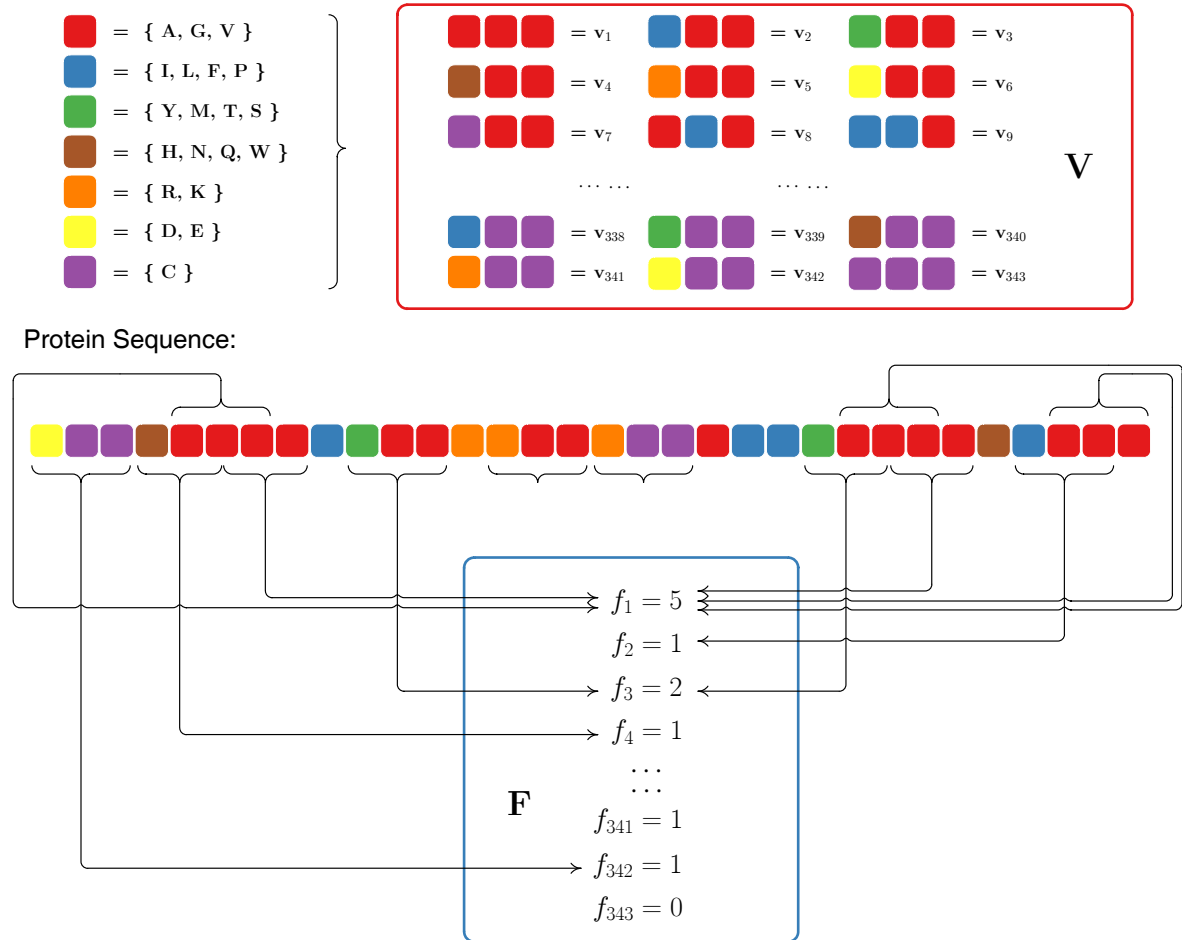 = { A, G, V }
= { I, L, F, P }
= { Y, M, T, S }
= { H, N, Q, W }
= { R, K }
= { D, E }
= { C }
= v₁ = v₂ = v₃
= v₄ = v₅ = v₆
= v₇ = v₈ = v₉
... ... ... ...
V
= v₃₃₈ = v₃₃₉ = v₃₄₀
= v₃₄₁ = v₃₄₂ = v₃₄₃
Protein Sequence:
f₁ = 5
f₂ = 1
f₃ = 2
f₄ = 1
...
...
F
f₃₄₁ = 1
f₃₄₂ = 1
f₃₄₃ = 0